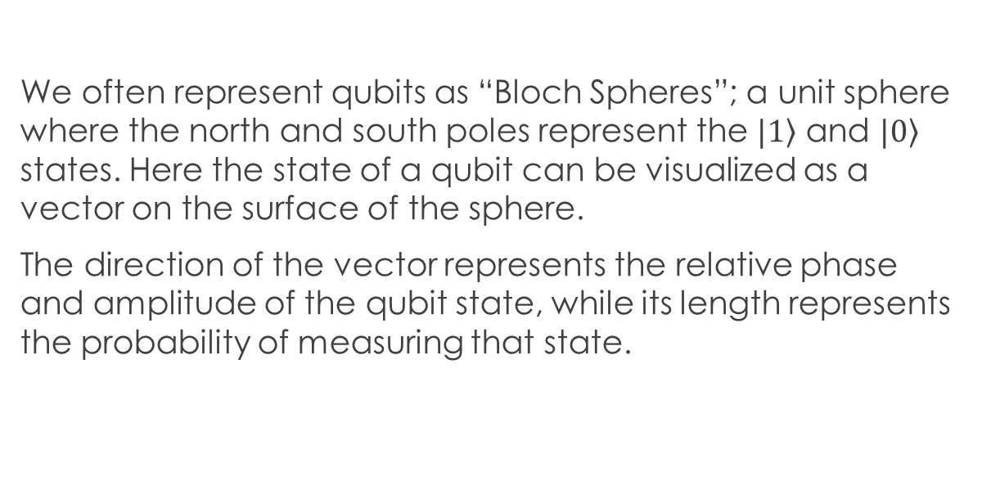 We often represent qubits as “Bloch Spheres”; a unit sphere
where the north and south poles represent the |1⟩ and |0⟩
states. Here the state of a qubit can be visualized as a
vector on the surface of the sphere.
The direction of the vector represents the relative phase
and amplitude of the qubit state, while its length represents
the probability of measuring that state.